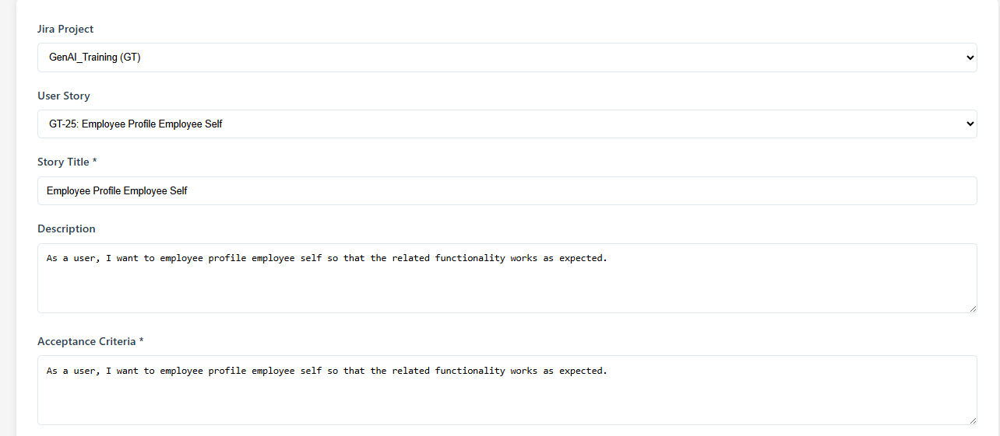 Jira Project
GenAI_Training (GT)
User Story
GT-25: Employee Profile Employee Self
Story Title *
Employee Profile Employee Self
Description
As a user, I want to employee profile employee self so that the related functionality works as expected.
Acceptance Criteria *
As a user, I want to employee profile employee self so that the related functionality works as expected.